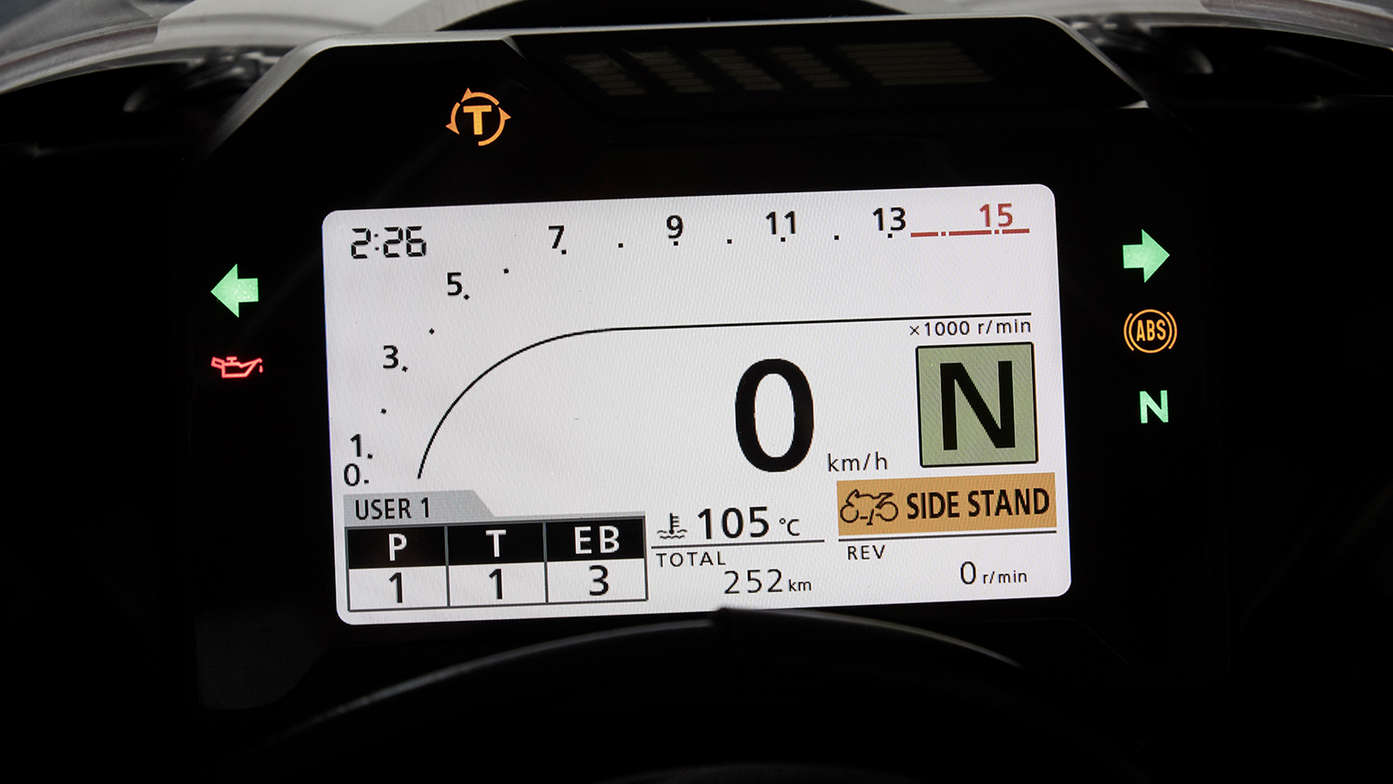 T
2:26
7. 9 11 13 15
5.
3.
1.
0.
×1000 r/min
ABS
N
0 km/h
N
SIDE STAND
USER 1
P T EB
1 1 3
105 °C
TOTAL
252 km
REV
0 r/min